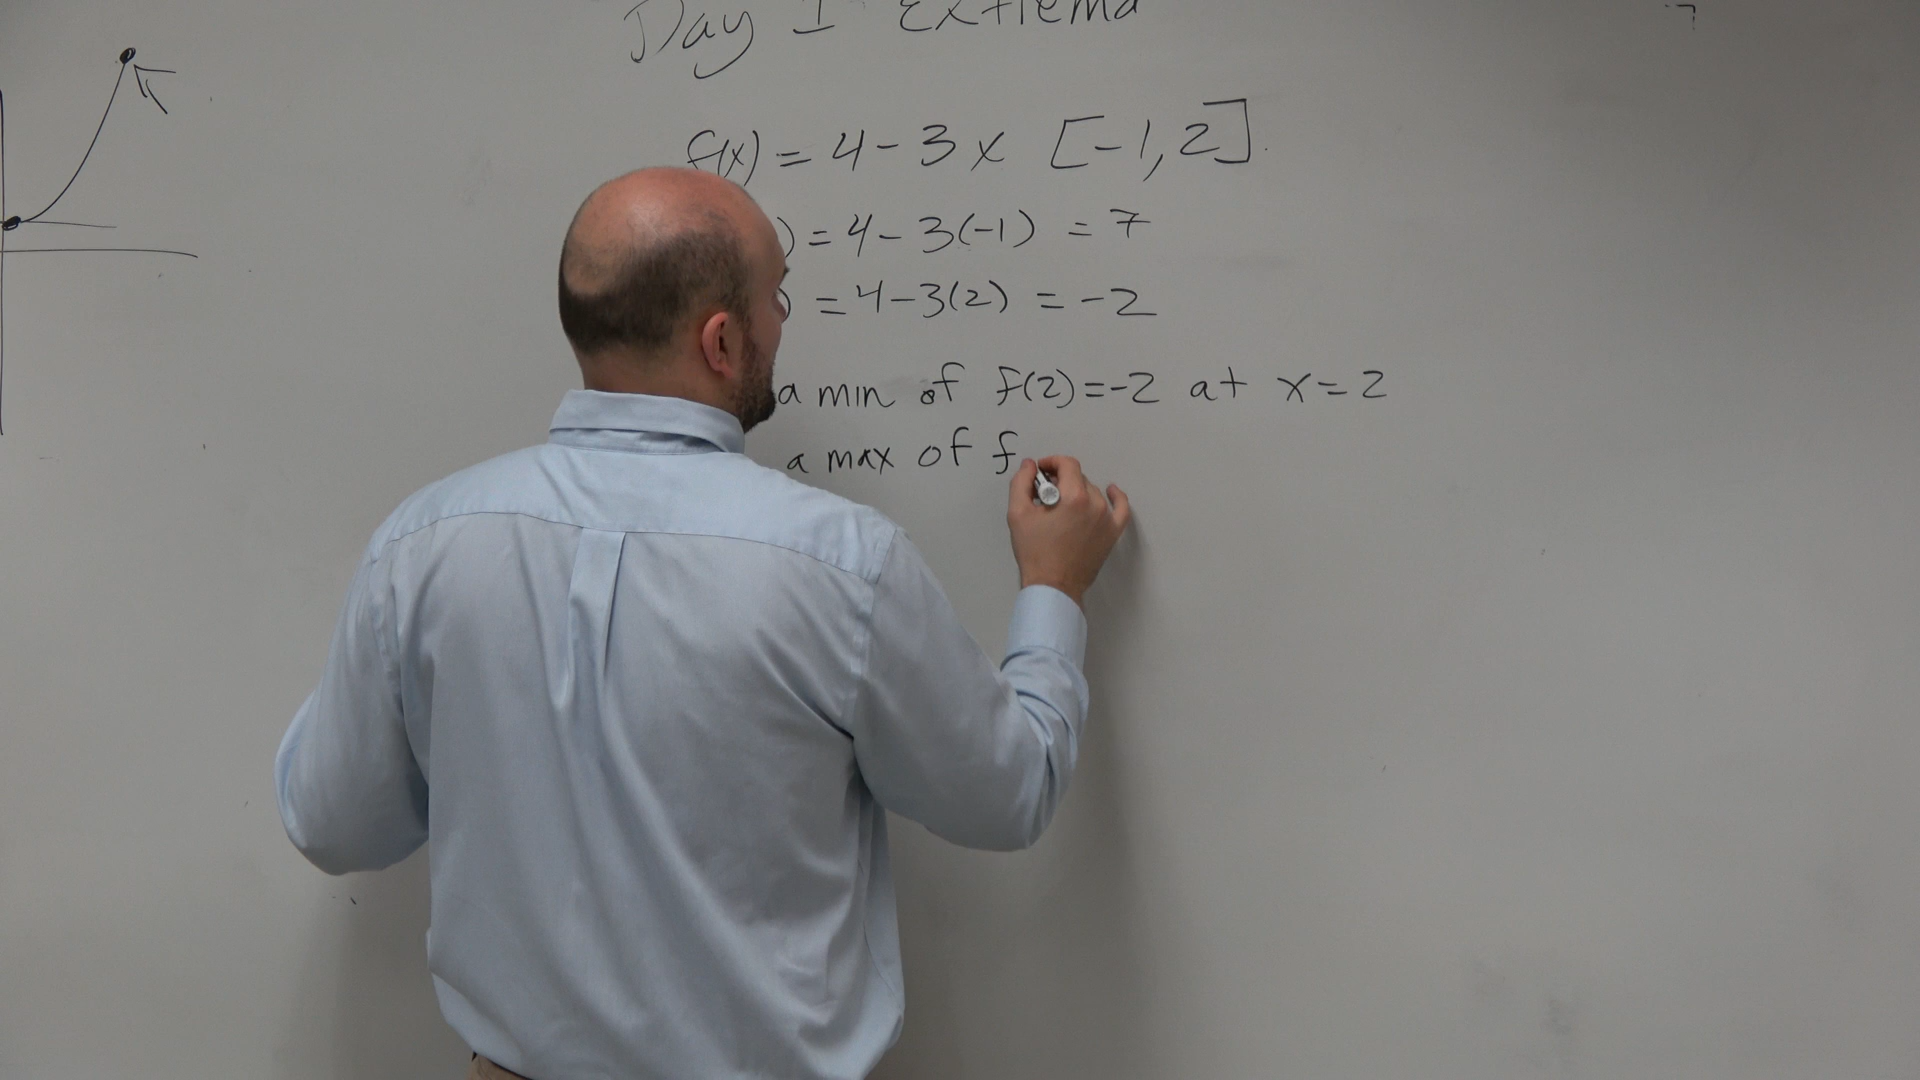 Day 1 Extrema
f(x) = 4 - 3x [-1, 2]
) = 4 - 3(-1) = 7
) = 4 - 3(2) = -2
a min of f(2) = -2 at x = 2
a max of f